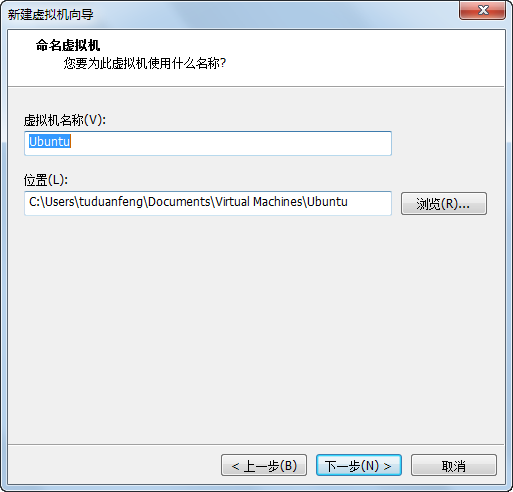 新建虚拟机向导
命名虚拟机
您要为此虚拟机使用什么名称?
虚拟机名称(V):
Ubuntu
位置(L):
C:\Users\tuduanfeng\Documents\Virtual Machines\Ubuntu
浏览(R)...
< 上一步(B)
下一步(N) >
取消